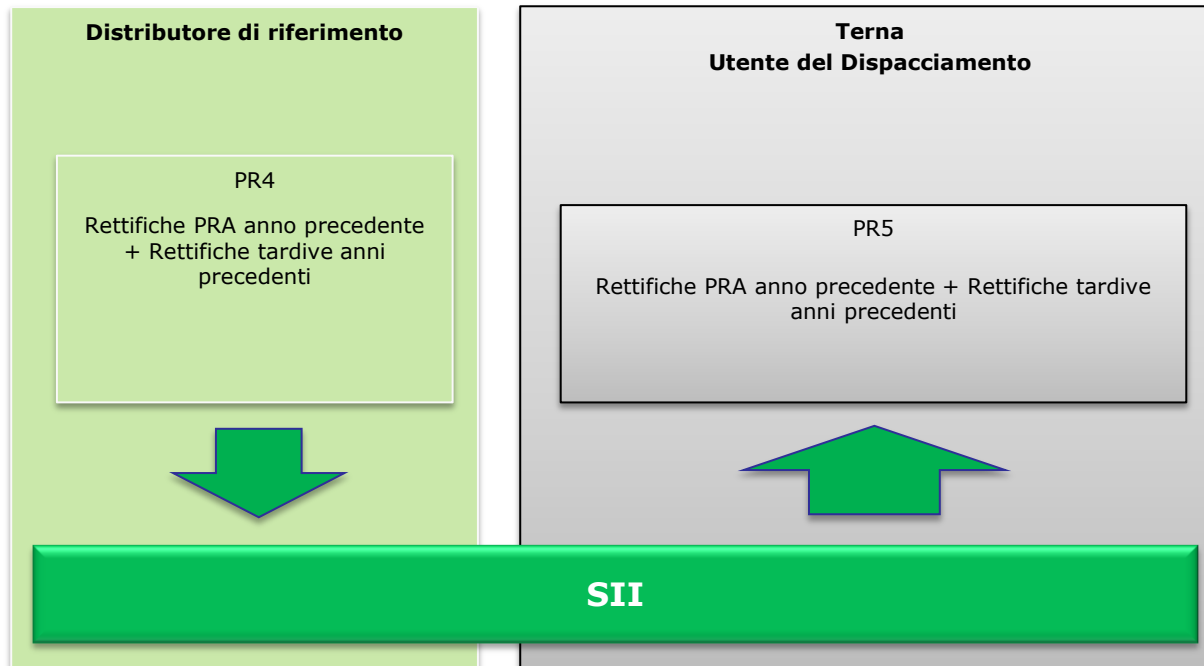 Distributore di riferimento
PR4
Rettifiche PRA anno precedente
+ Rettifiche tardive anni
precedenti
Terna
Utente del Dispacciamento
PR5
Rettifiche PRA anno precedente + Rettifiche tardive
anni precedenti
SII